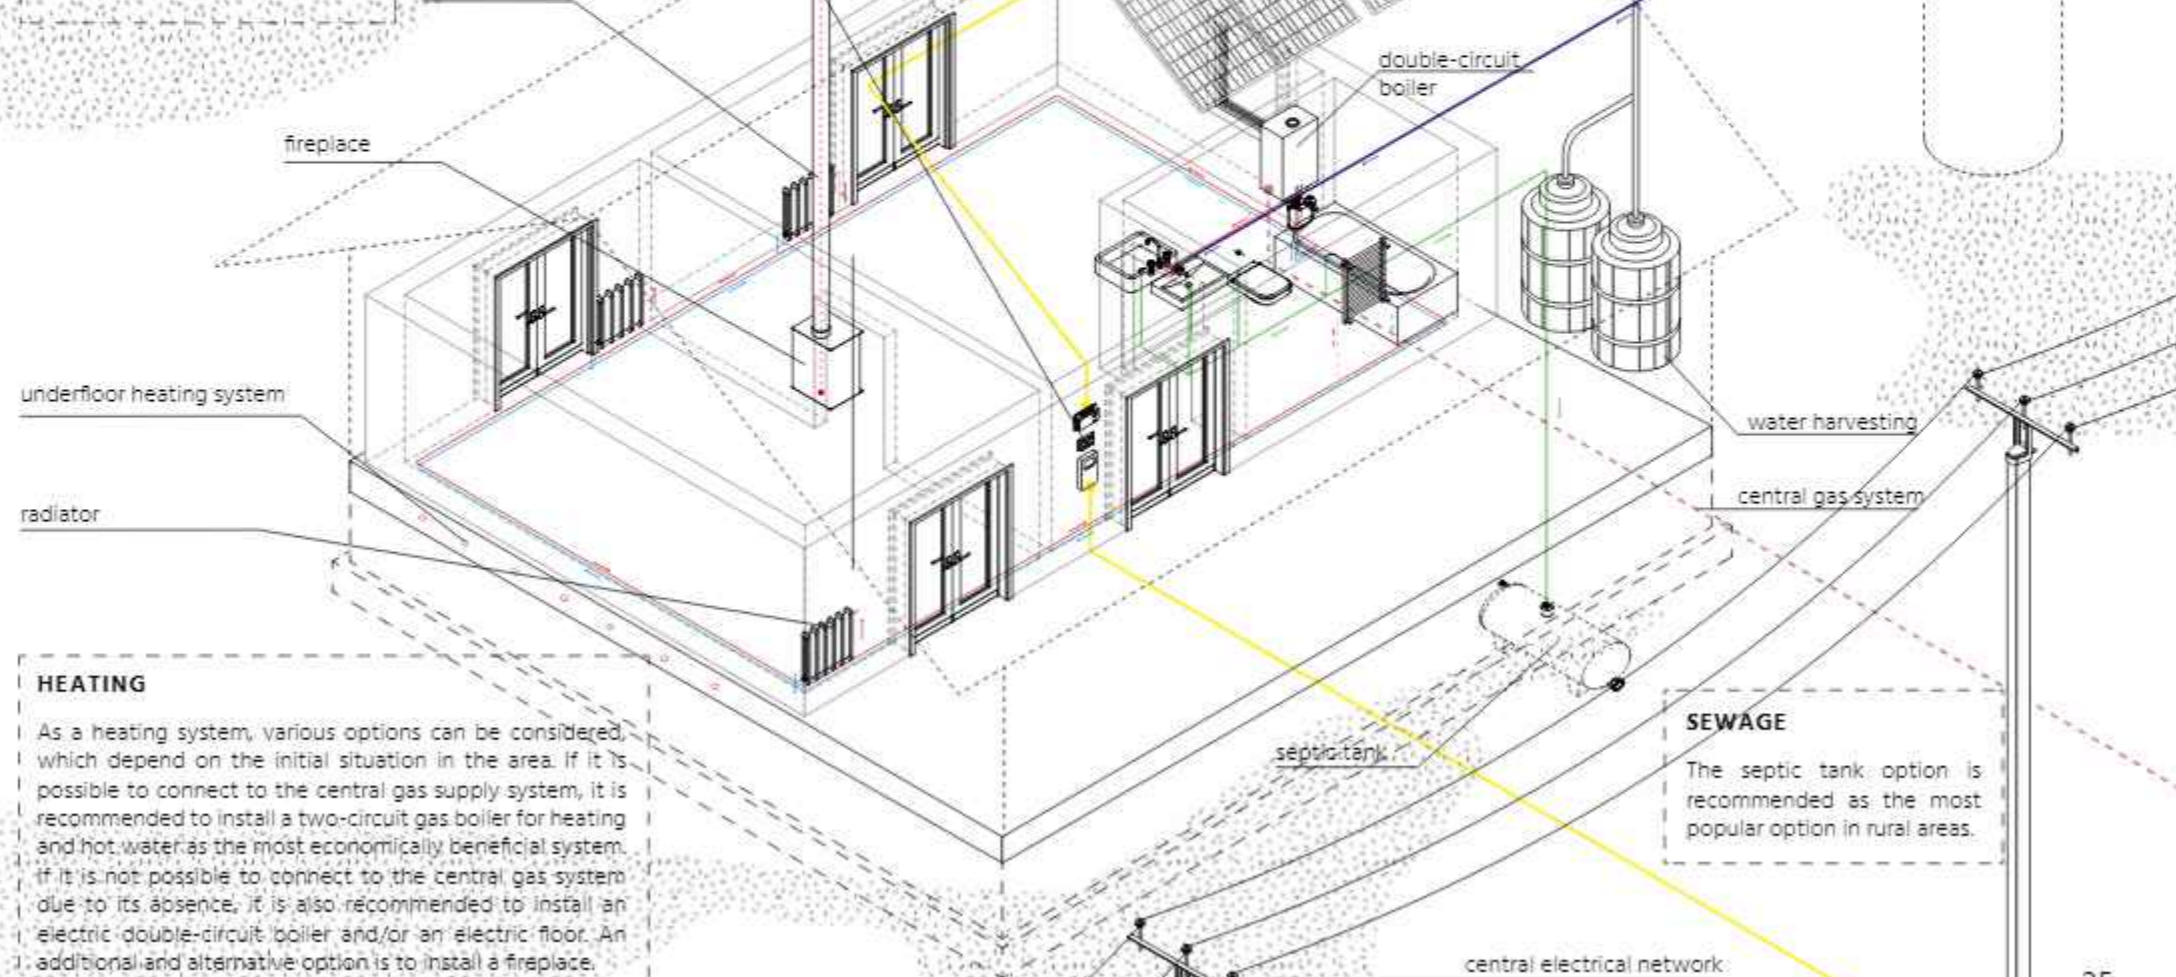 double-circuit
boiler
fireplace
underfloor heating system
radiator
water harvesting
central gas system
septic tank
HEATING
As a heating system, various options can be considered,
which depend on the initial situation in the area. If it is
possible to connect to the central gas supply system, it is
recommended to install a two-circuit gas boiler for heating
and hot water as the most economically beneficial system.
If it is not possible to connect to the central gas system
due to its absence, it is also recommended to install an
electric double-circuit boiler and/or an electric floor. An
additional and alternative option is to install a fireplace.
SEWAGE
The septic tank option is
recommended as the most
popular option in rural areas.
central electrical network